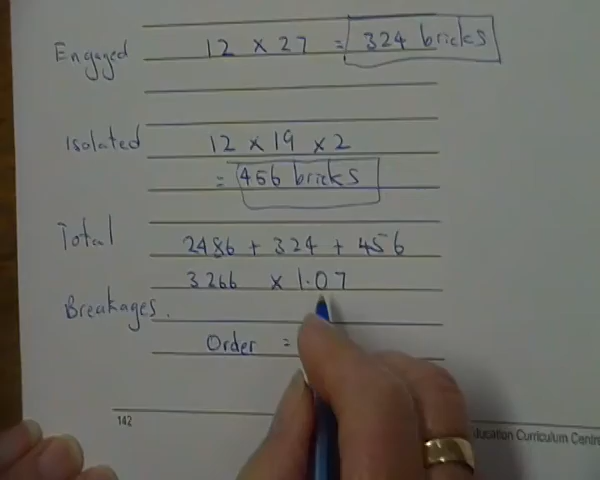 Engaged 12 x 27 = 324 bricks
Isolated 12 x 19 x 2
= 456 bricks
Total 2486 + 324 + 456
3266 x 1.07
Breakages.
Order =
142
ducation Curriculum Centre